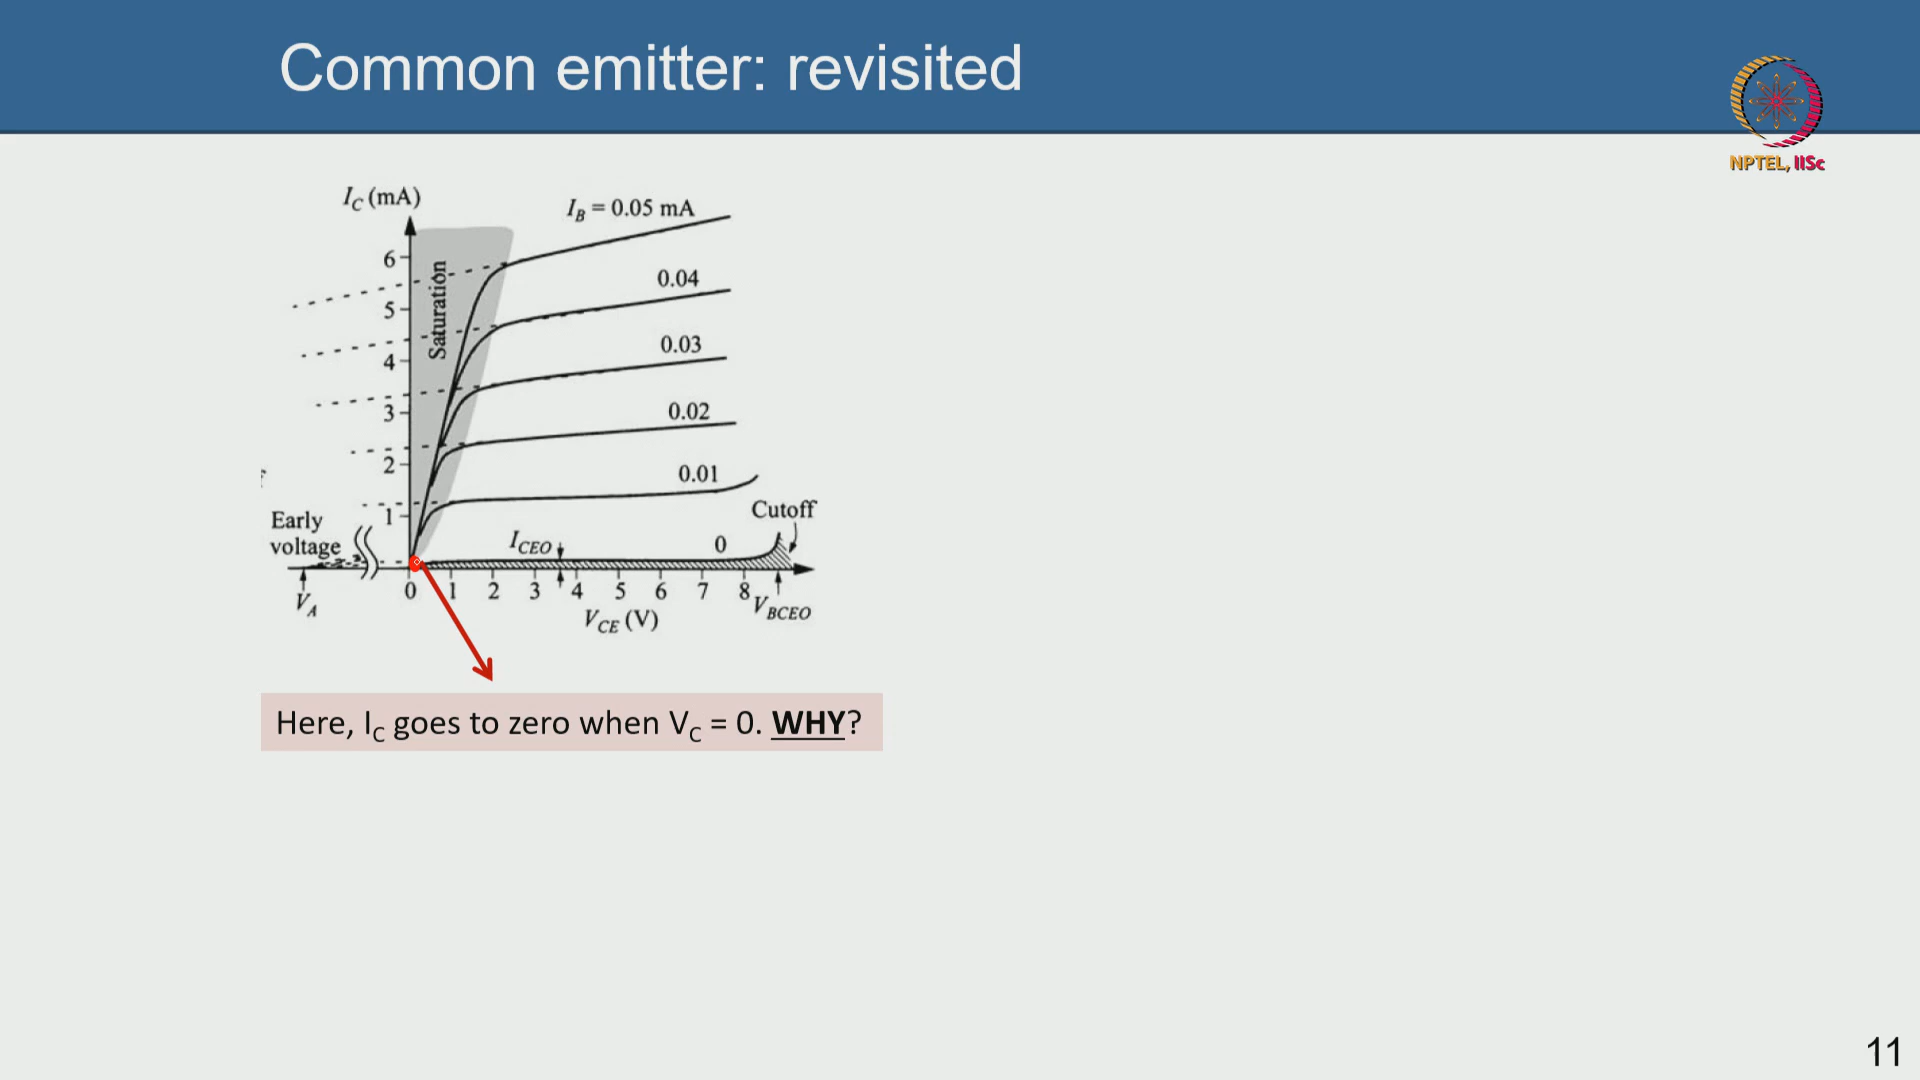 Common emitter: revisited
NPTEL, IISc
I_C (mA)
I_B = 0.05 mA
6
Saturation
0.04
5
0.03
4
3
0.02
2
0.01
1
Cutoff
Early
voltage
I_CEO
0
0 1 2 3 4 5 6 7 8
V_A
V_BCEO
V_CE (V)
Here, I_C goes to zero when V_C = 0. WHY?
11